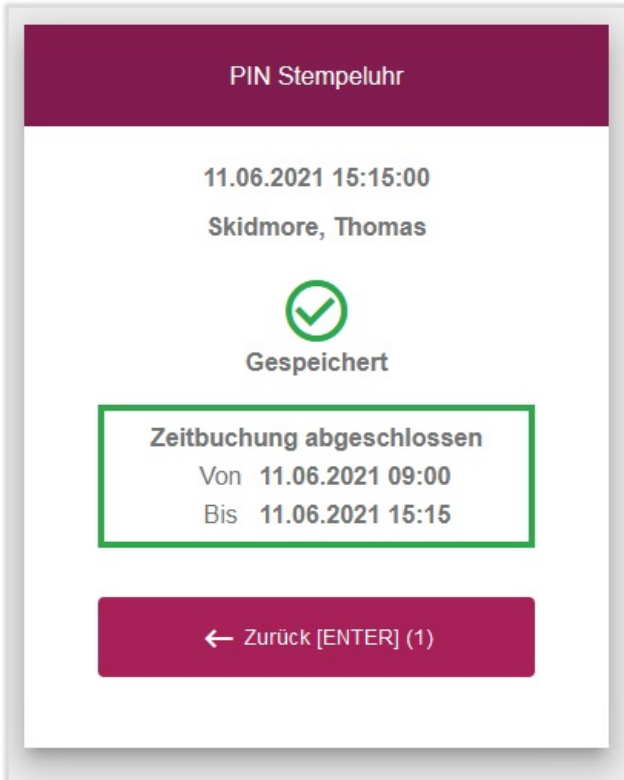 PIN Stempeluhr
11.06.2021 15:15:00
Skidmore, Thomas
Gespeichert
Zeitbuchung abgeschlossen
Von 11.06.2021 09:00
Bis 11.06.2021 15:15
← Zurück [ENTER] (1)